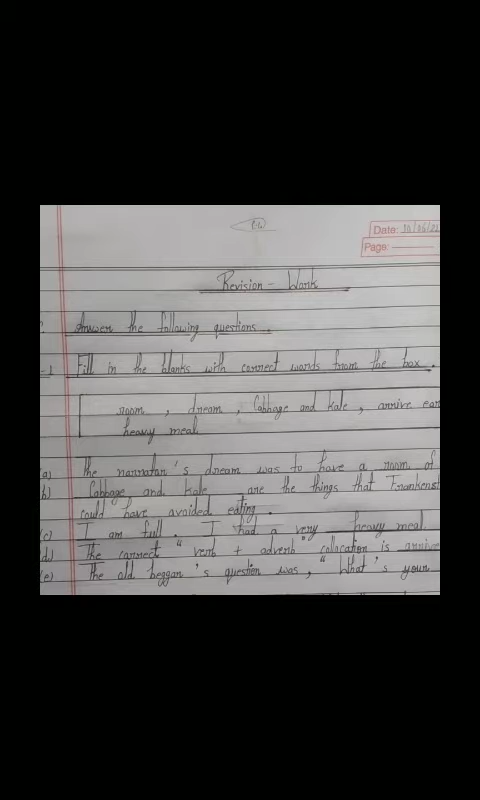 C.W
Date: 10/06/
Page:
Revision - Work
Answer the following questions.
Fill in the blanks with correct words from the box.
room, dream, Cabbage and kale, arrive ear
heavy meal
(a) the narrator's dream was to have a room of
b) Cabbage and kale are the things that Frankenst
could have avoided eating.
(c) I am full. I had a very heavy meal
(d) The correct "verb + adverb" collocation is arrive
(e) the old beggar's question was, "What's your